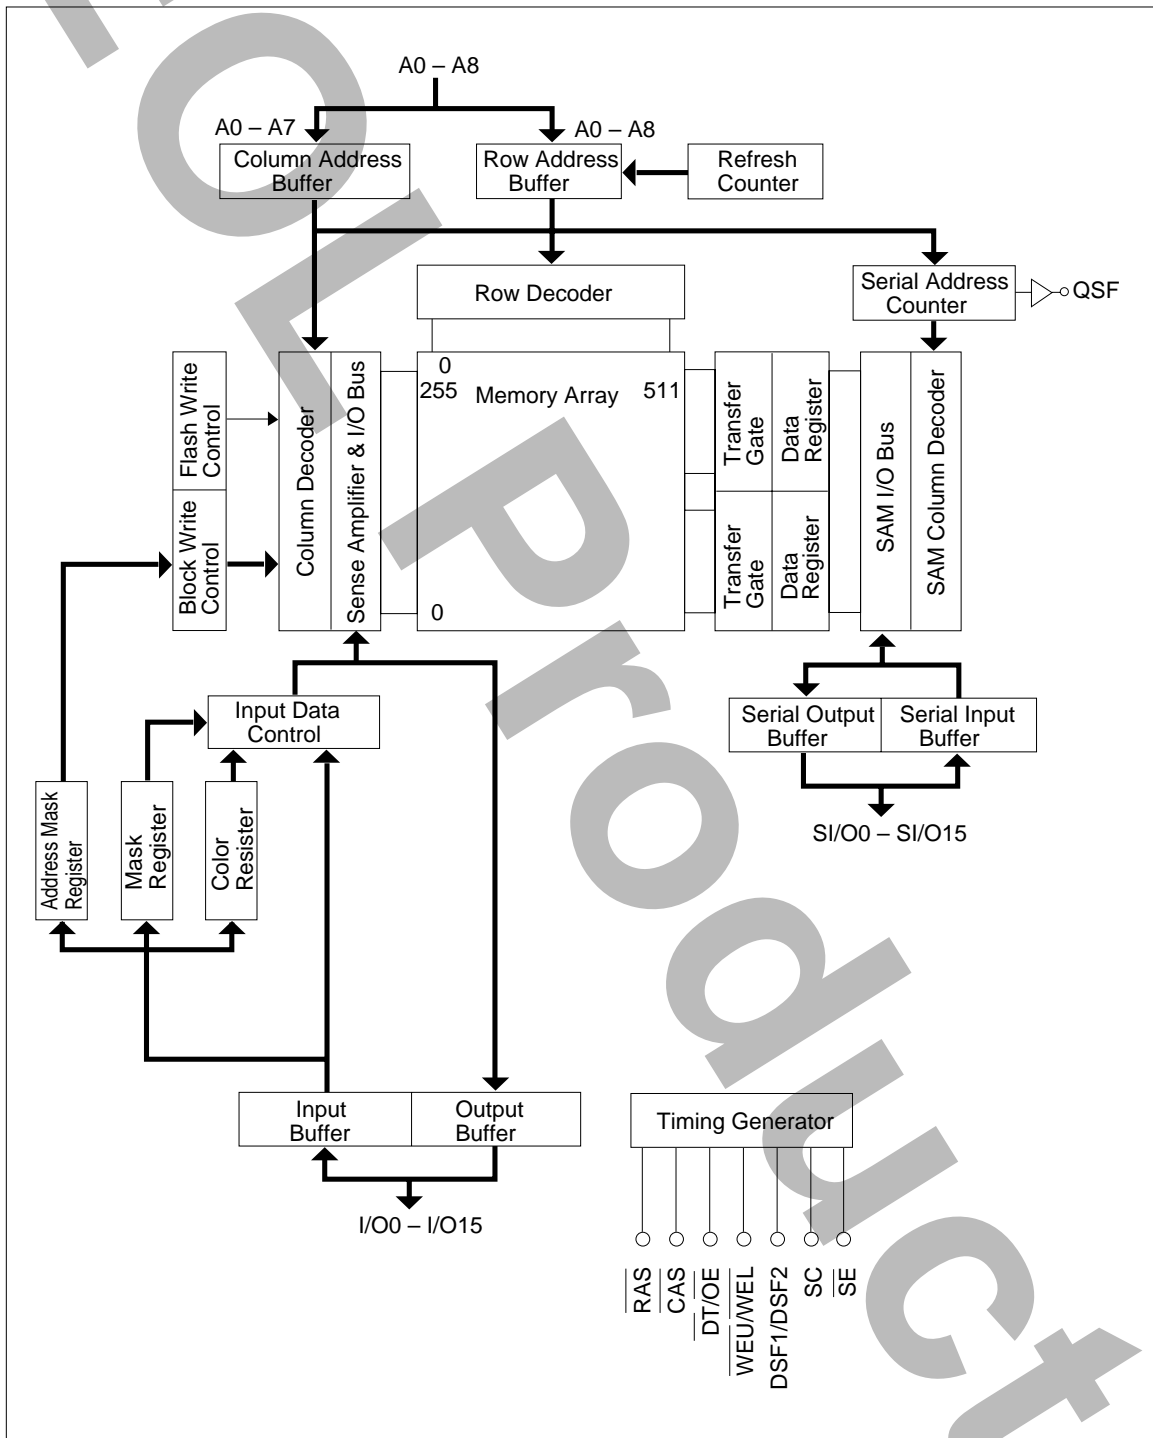 A0 – A8
A0 – A7
A0 – A8
Column Address
Buffer
Row Address
Buffer
Refresh
Counter
Row Decoder
Serial Address
Counter
QSF
Flash Write
Control
Block Write
Control
Column Decoder
Sense Amplifier & I/O Bus
0
255
Memory Array
511
0
Transfer
Gate
Data
Register
Transfer
Gate
Data
Register
SAM I/O Bus
SAM Column Decoder
Input Data
Control
Serial Output
Buffer
Serial Input
Buffer
SI/O0 – SI/O15
Address Mask
Register
Mask
Register
Color
Resister
Input
Buffer
Output
Buffer
I/O0 – I/O15
Timing Generator
RAS
CAS
DT/OE
WEU/WEL
DSF1/DSF2
SC
SE
EOL Product